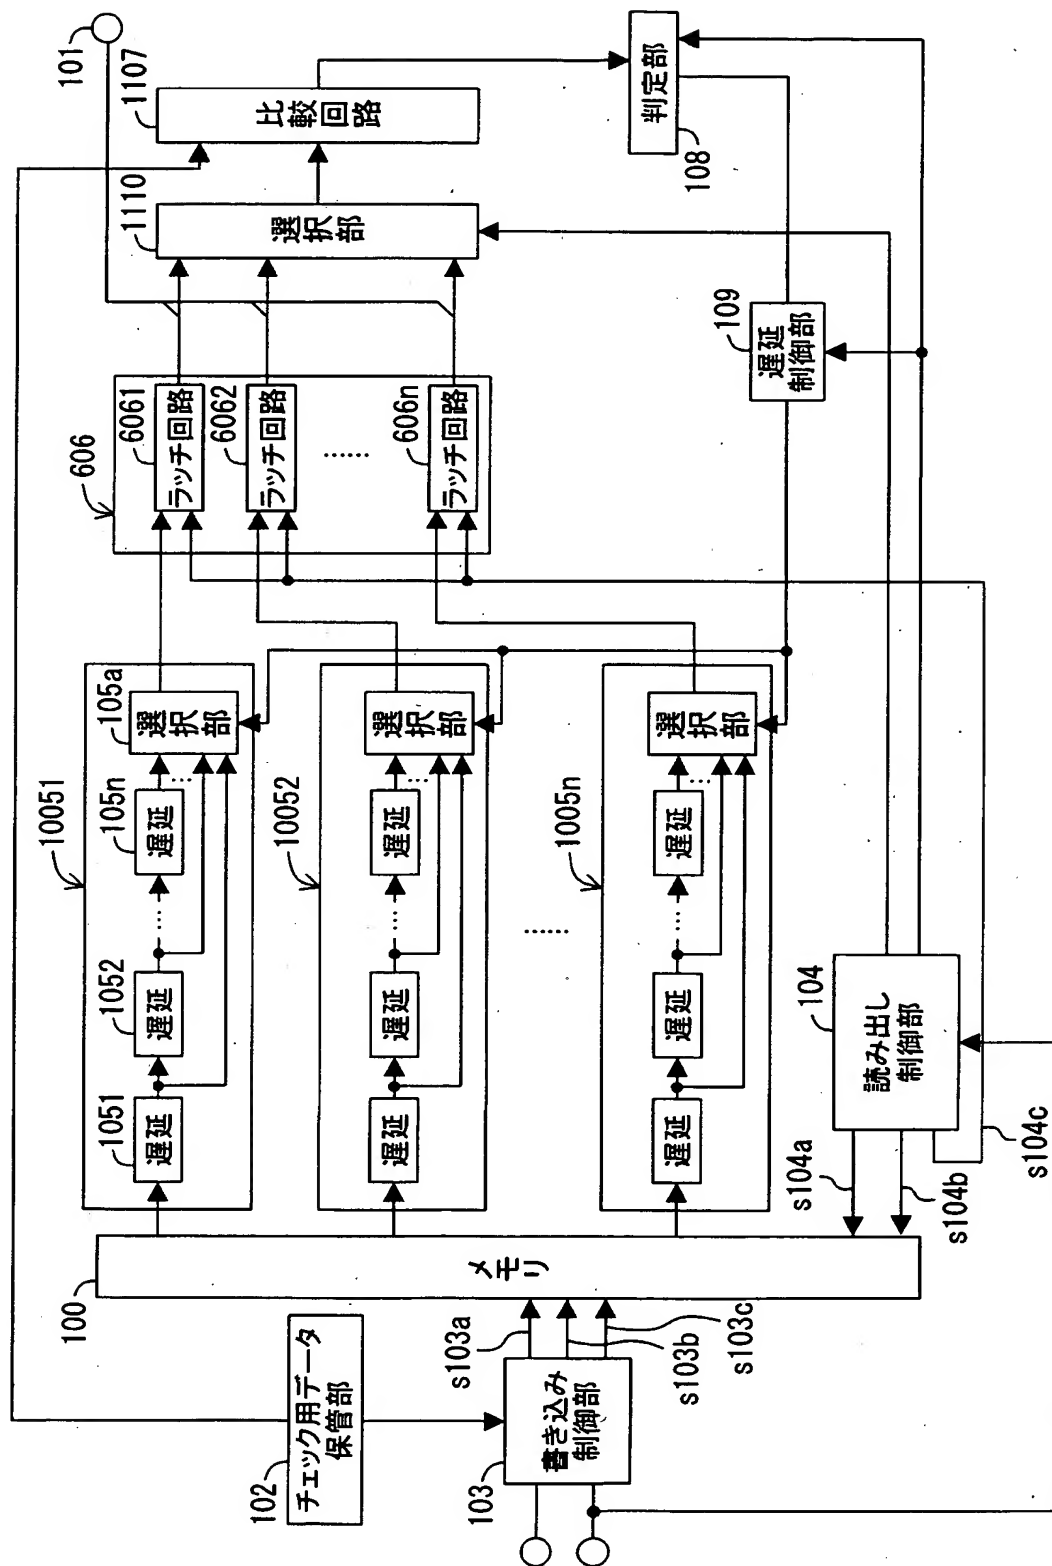 101
1107
比較回路
1110
選択部
判定部
108
109
遅延
制御部
606
6061
ラッチ回路
6062
ラッチ回路
……
606n
ラッチ回路
10051
1051
遅延
1052
遅延
…
105n
遅延
…
105a
選択部
10052
遅延
遅延
…
遅延
…
選択部
……
1005n
遅延
遅延
…
遅延
…
選択部
100
メモリ
102
チェック用データ
保管部
103
書き込み
制御部
s103a
s103b
s103c
104
読み出し
制御部
s104a
s104b
s104c